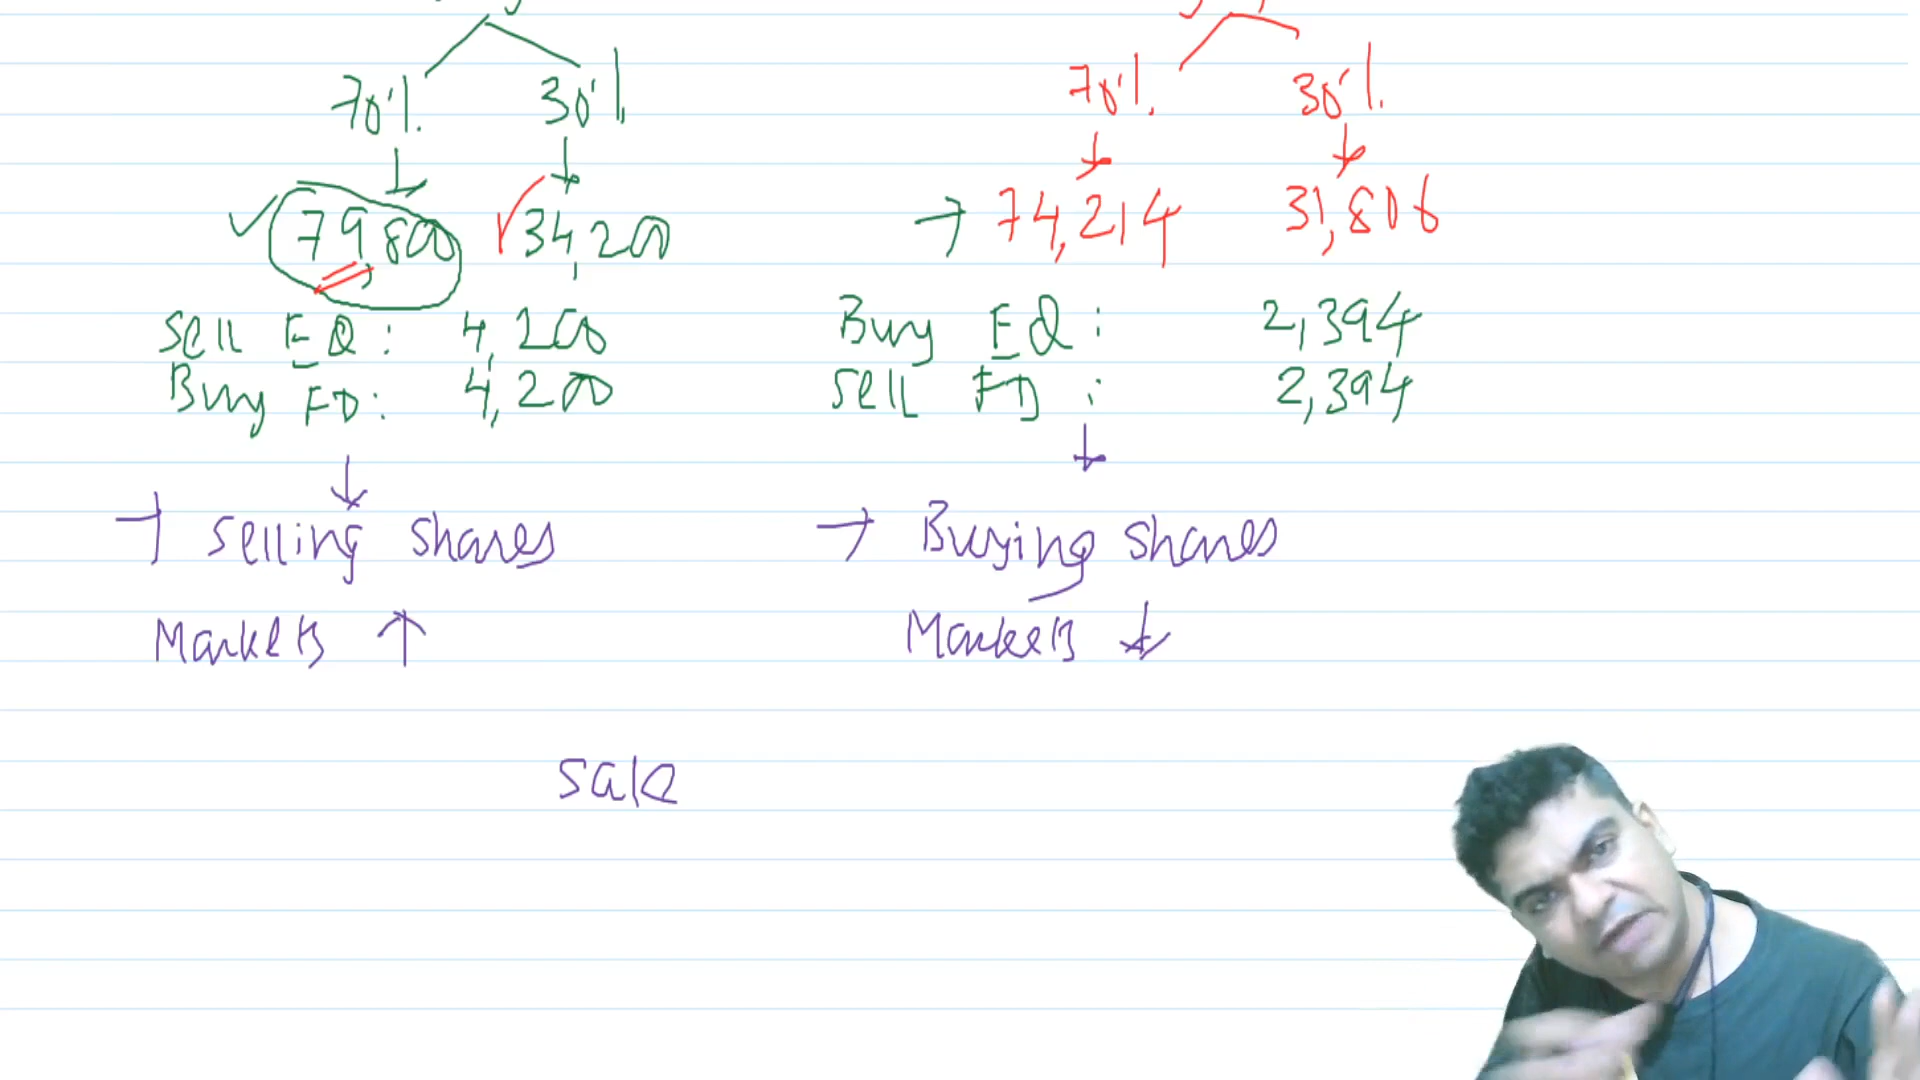 70%. 30%
79,800 34,200
Sell EQ: 4,200
Buy FD: 4,200
→ Selling shares
Markets ↑
70%. 30%.
→ 74,214 31,806
Buy EQ: 2,394
Sell FD: 2,394
→ Buying shares
Markets ↓
Sale